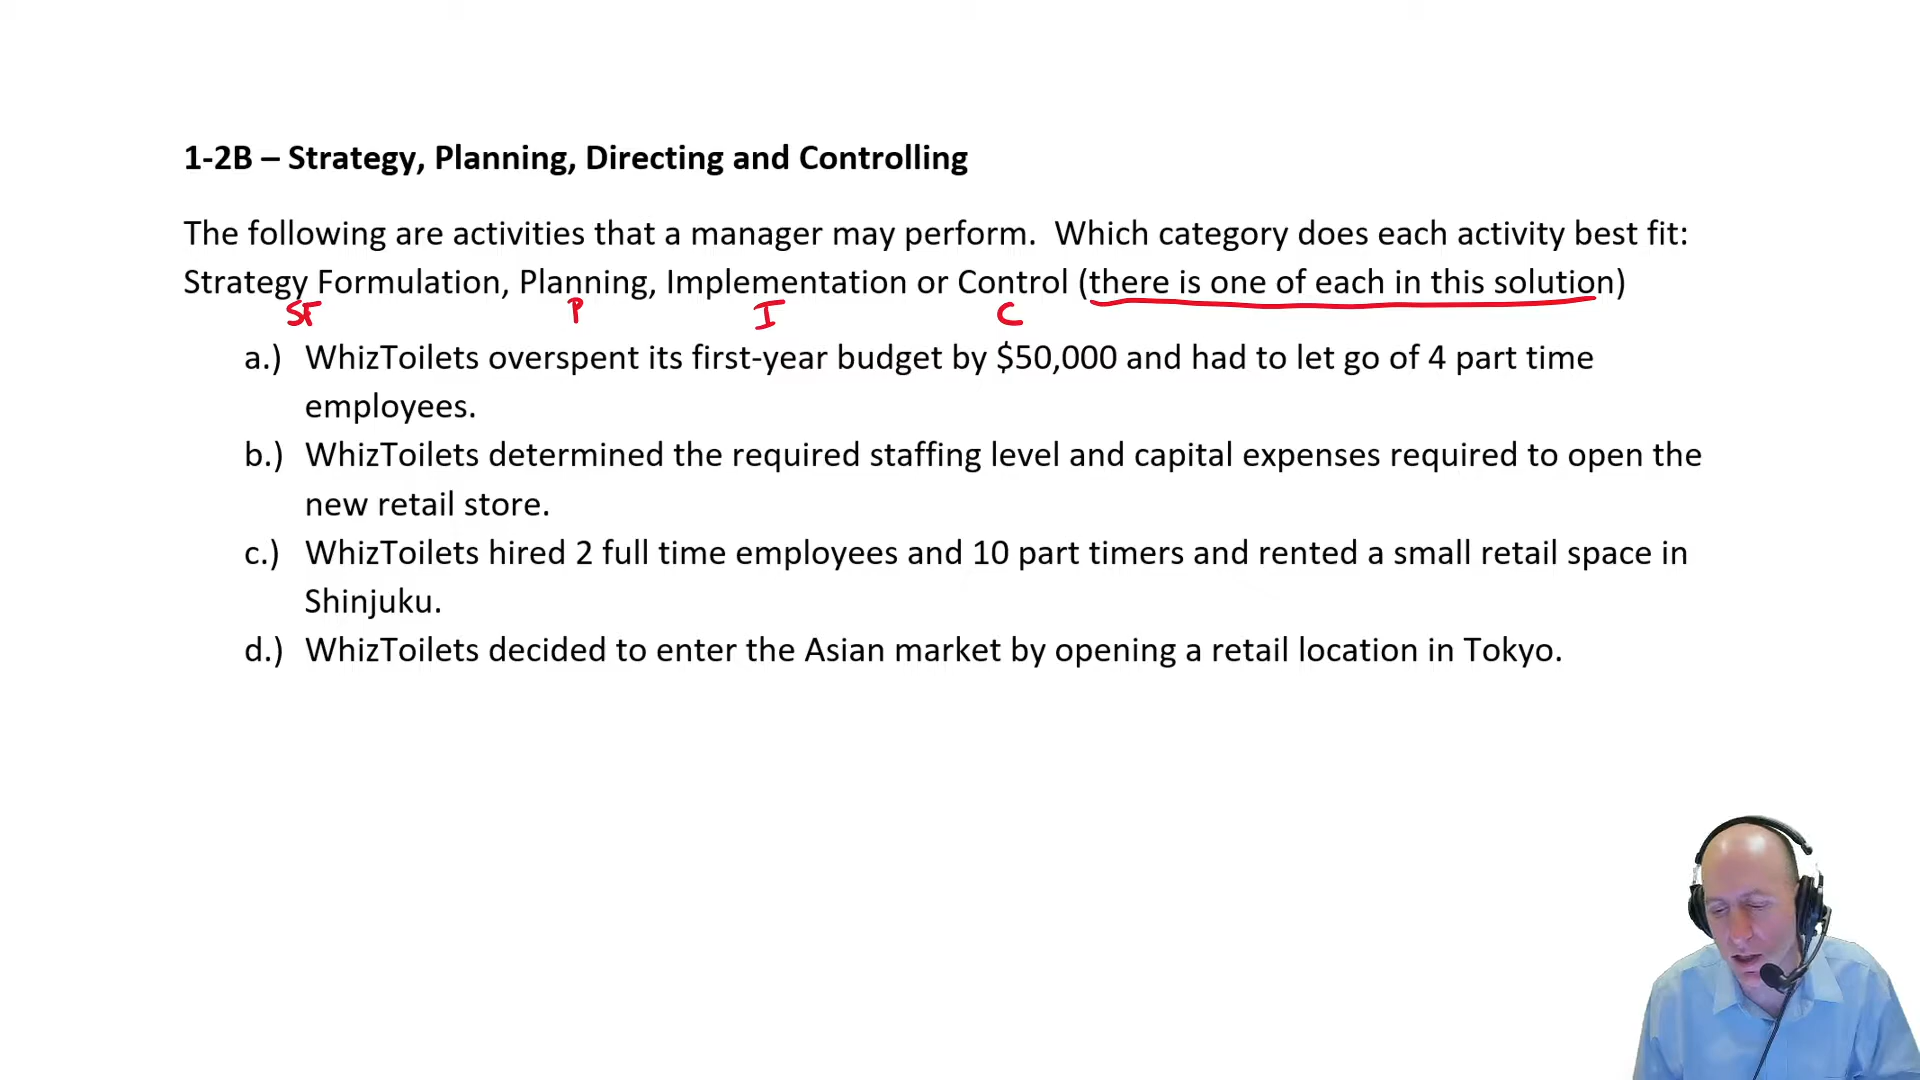 1-2B – Strategy, Planning, Directing and Controlling
The following are activities that a manager may perform.  Which category does each activity best fit:
Strategy Formulation, Planning, Implementation or Control (there is one of each in this solution)
SF P I C
a.) WhizToilets overspent its first-year budget by $50,000 and had to let go of 4 part time
employees.
b.) WhizToilets determined the required staffing level and capital expenses required to open the
new retail store.
c.) WhizToilets hired 2 full time employees and 10 part timers and rented a small retail space in
Shinjuku.
d.) WhizToilets decided to enter the Asian market by opening a retail location in Tokyo.